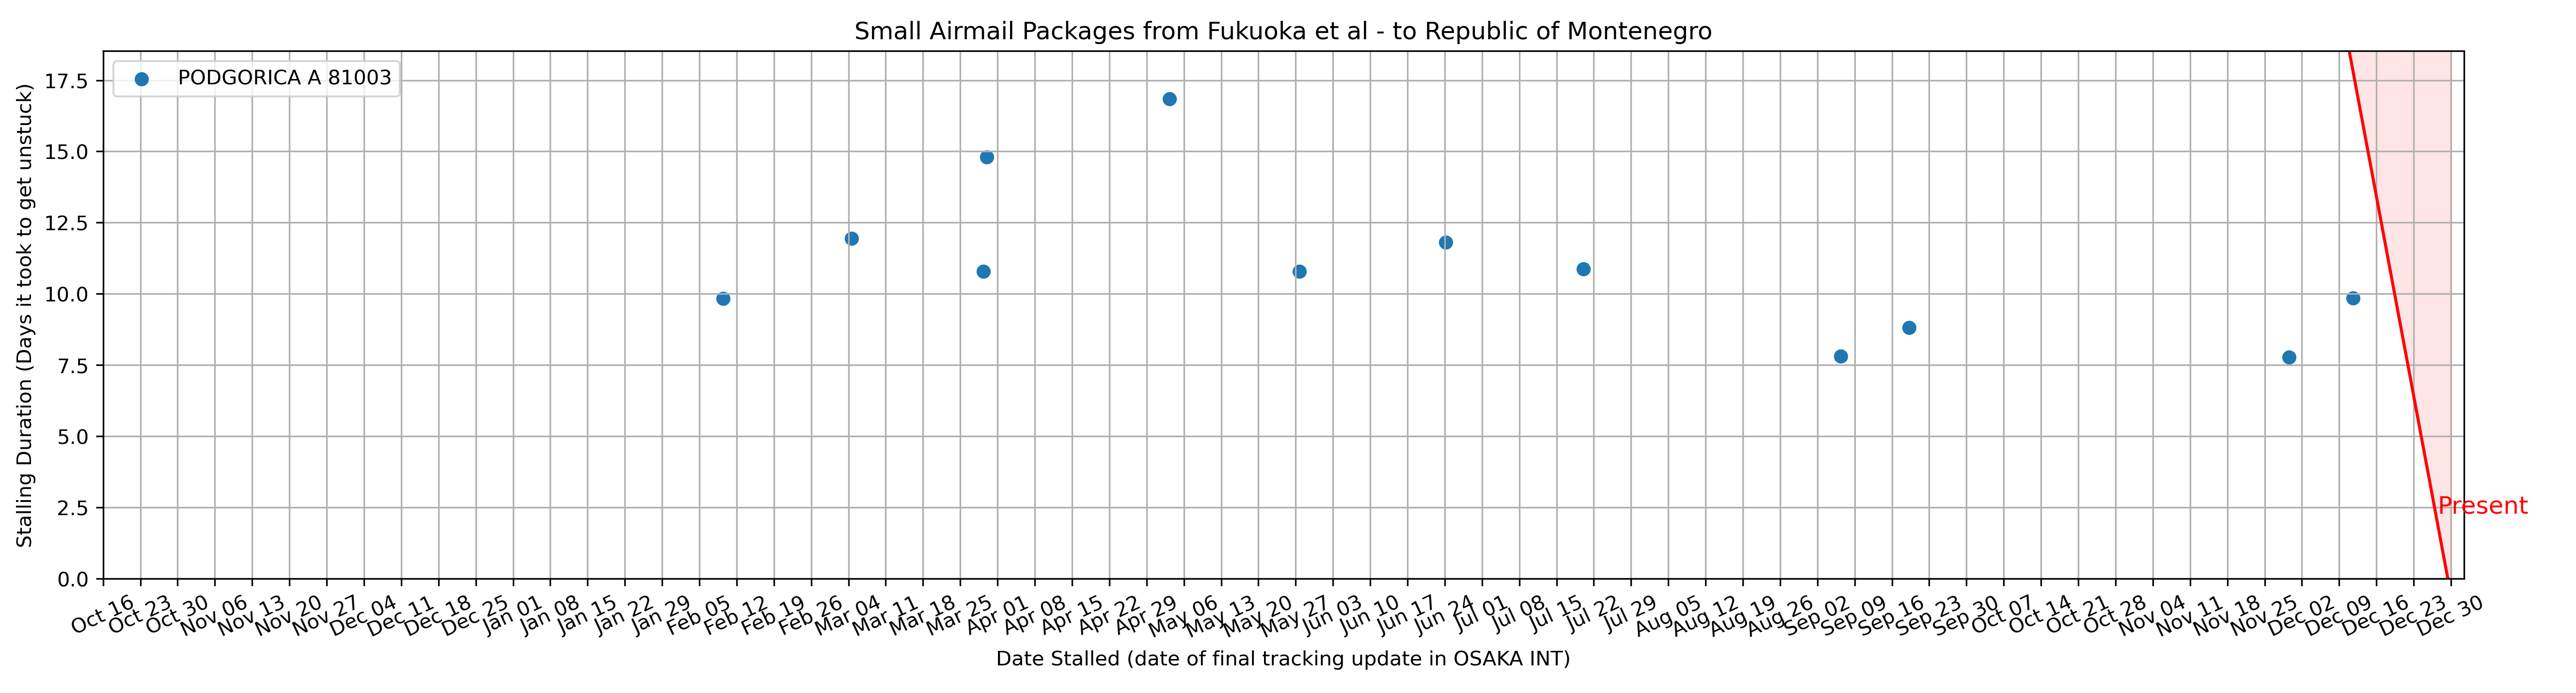 Small Airmail Packages from Fukuoka et al - to Republic of Montenegro
PODGORICA A 81003
Stalling Duration (Days it took to get unstuck)
17.5
15.0
12.5
10.0
7.5
5.0
2.5
0.0
Present
Oct 16 Oct 23 Oct 30 Nov 06 Nov 13 Nov 20 Nov 27 Dec 04 Dec 11 Dec 18 Dec 25 Jan 01 Jan 08 Jan 15 Jan 22 Jan 29 Feb 05 Feb 12 Feb 19 Feb 26 Mar 04 Mar 11 Mar 18 Mar 25 Apr 01 Apr 08 Apr 15 Apr 22 Apr 29 May 06 May 13 May 20 May 27 Jun 03 Jun 10 Jun 17 Jun 24 Jul 01 Jul 08 Jul 15 Jul 22 Jul 29 Aug 05 Aug 12 Aug 19 Aug 26 Sep 02 Sep 09 Sep 16 Sep 23 Sep 30 Oct 07 Oct 14 Oct 21 Oct 28 Nov 04 Nov 11 Nov 18 Nov 25 Dec 02 Dec 09 Dec 16 Dec 23 Dec 30
Date Stalled (date of final tracking update in OSAKA INT)